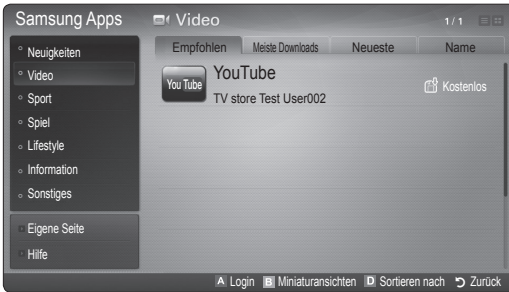 Samsung Apps
Video
1/1
Neuigkeiten
Video
Sport
Spiel
Lifestyle
Information
Sonstiges
Eigene Seite
Hilfe
Empfohlen Meiste Downloads Neueste Name
You Tube
YouTube
TV store Test User002
Kostenlos
A Login B Miniaturansichten D Sortieren nach Zurück